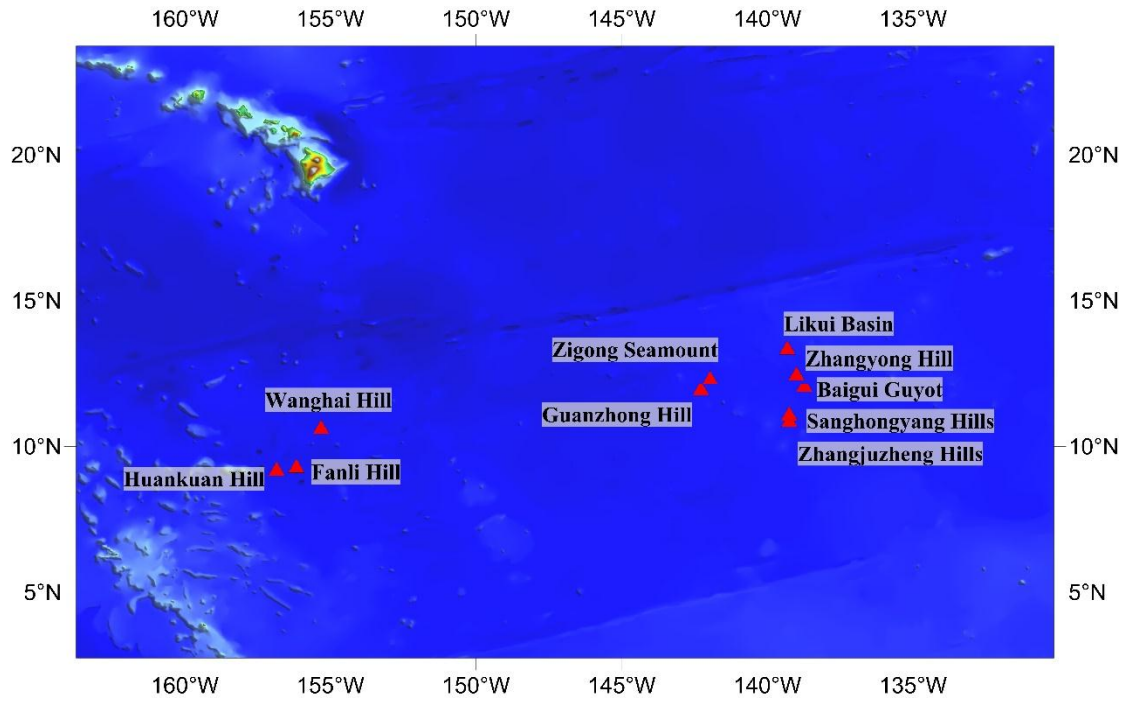 160°W 155°W 150°W 145°W 140°W 135°W
20°N 20°N
15°N 15°N
Likui Basin
Zigong Seamount
Zhangyong Hill
Baigui Guyot
Wanghai Hill
Guanzhong Hill
Sanghongyang Hills
10°N 10°N
Zhangjuzheng Hills
Fanli Hill
Huankuan Hill
5°N 5°N
160°W 155°W 150°W 145°W 140°W 135°W